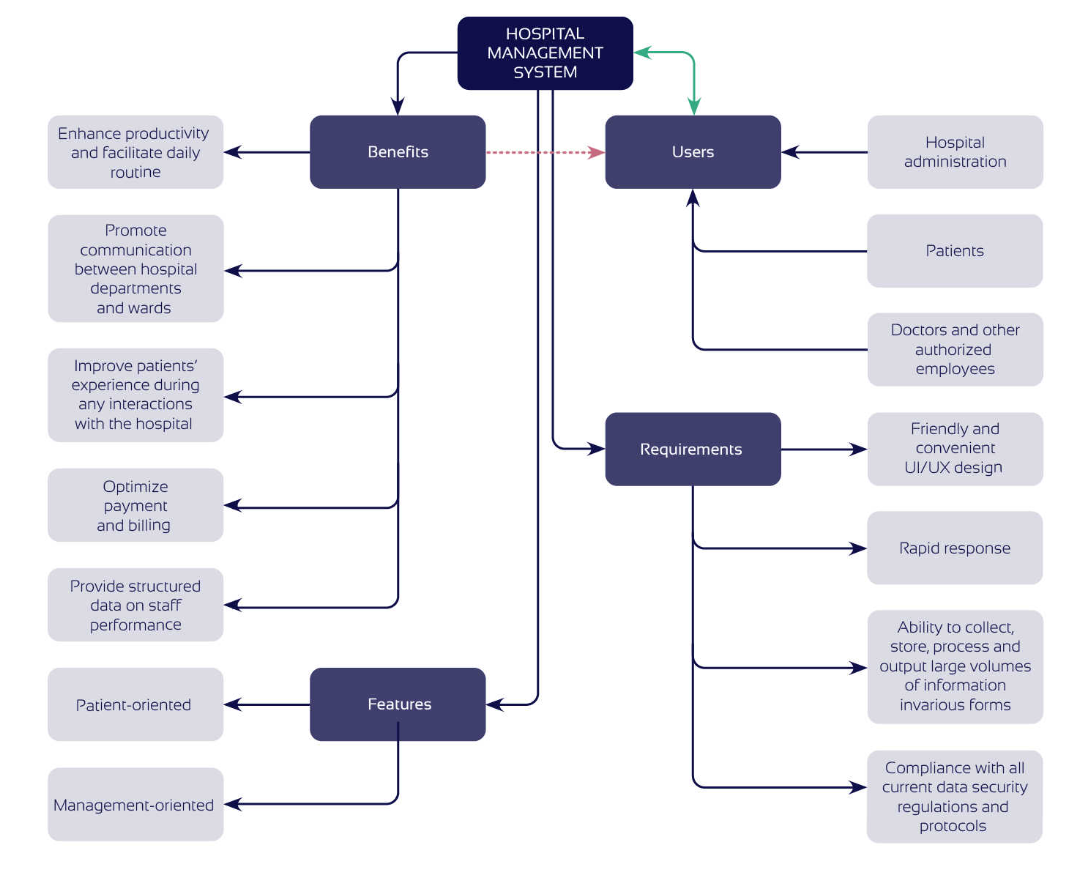 HOSPITAL
MANAGEMENT
SYSTEM
Enhance productivity
and facilitate daily
routine
Benefits
Users
Hospital
administration
Promote
communication
between hospital
departments
and wards
Patients
Doctors and other
authorized
employees
Improve patients’
experience during
any interactions
with the hospital
Requirements
Friendly and
convenient
UI/UX design
Optimize
payment
and billing
Rapid response
Provide structured
data on staff
performance
Ability to collect,
store, process and
output large volumes
of information
invarious forms
Patient-oriented
Features
Management-oriented
Compliance with all
current data security
regulations and
protocols